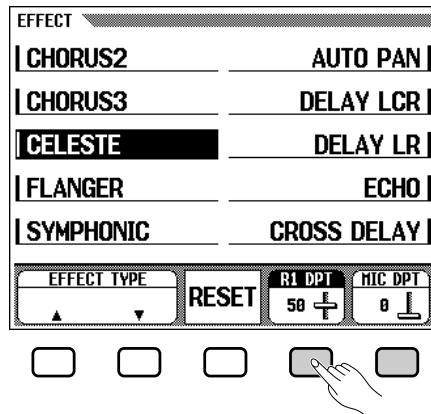 EFFECT
CHORUS2 AUTO PAN
CHORUS3 DELAY LCR
CELESTE DELAY LR
FLANGER ECHO
SYMPHONIC CROSS DELAY
EFFECT TYPE RESET R1 DPT MIC DPT
▲ ▼ 50 0